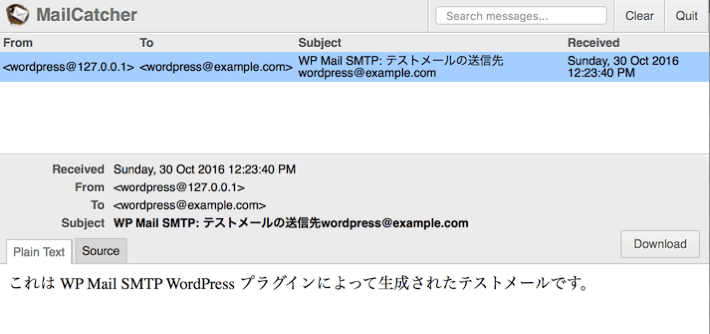 MailCatcher
Search messages...
Clear
Quit
From To Subject Received
<wordpress@127.0.0.1> <wordpress@example.com> WP Mail SMTP: テストメールの送信先 Sunday, 30 Oct 2016
wordpress@example.com 12:23:40 PM
Received Sunday, 30 Oct 2016 12:23:40 PM
From <wordpress@127.0.0.1>
To <wordpress@example.com>
Subject WP Mail SMTP: テストメールの送信先wordpress@example.com
Plain Text
Source
Download
これは WP Mail SMTP WordPress プラグインによって生成されたテストメールです。